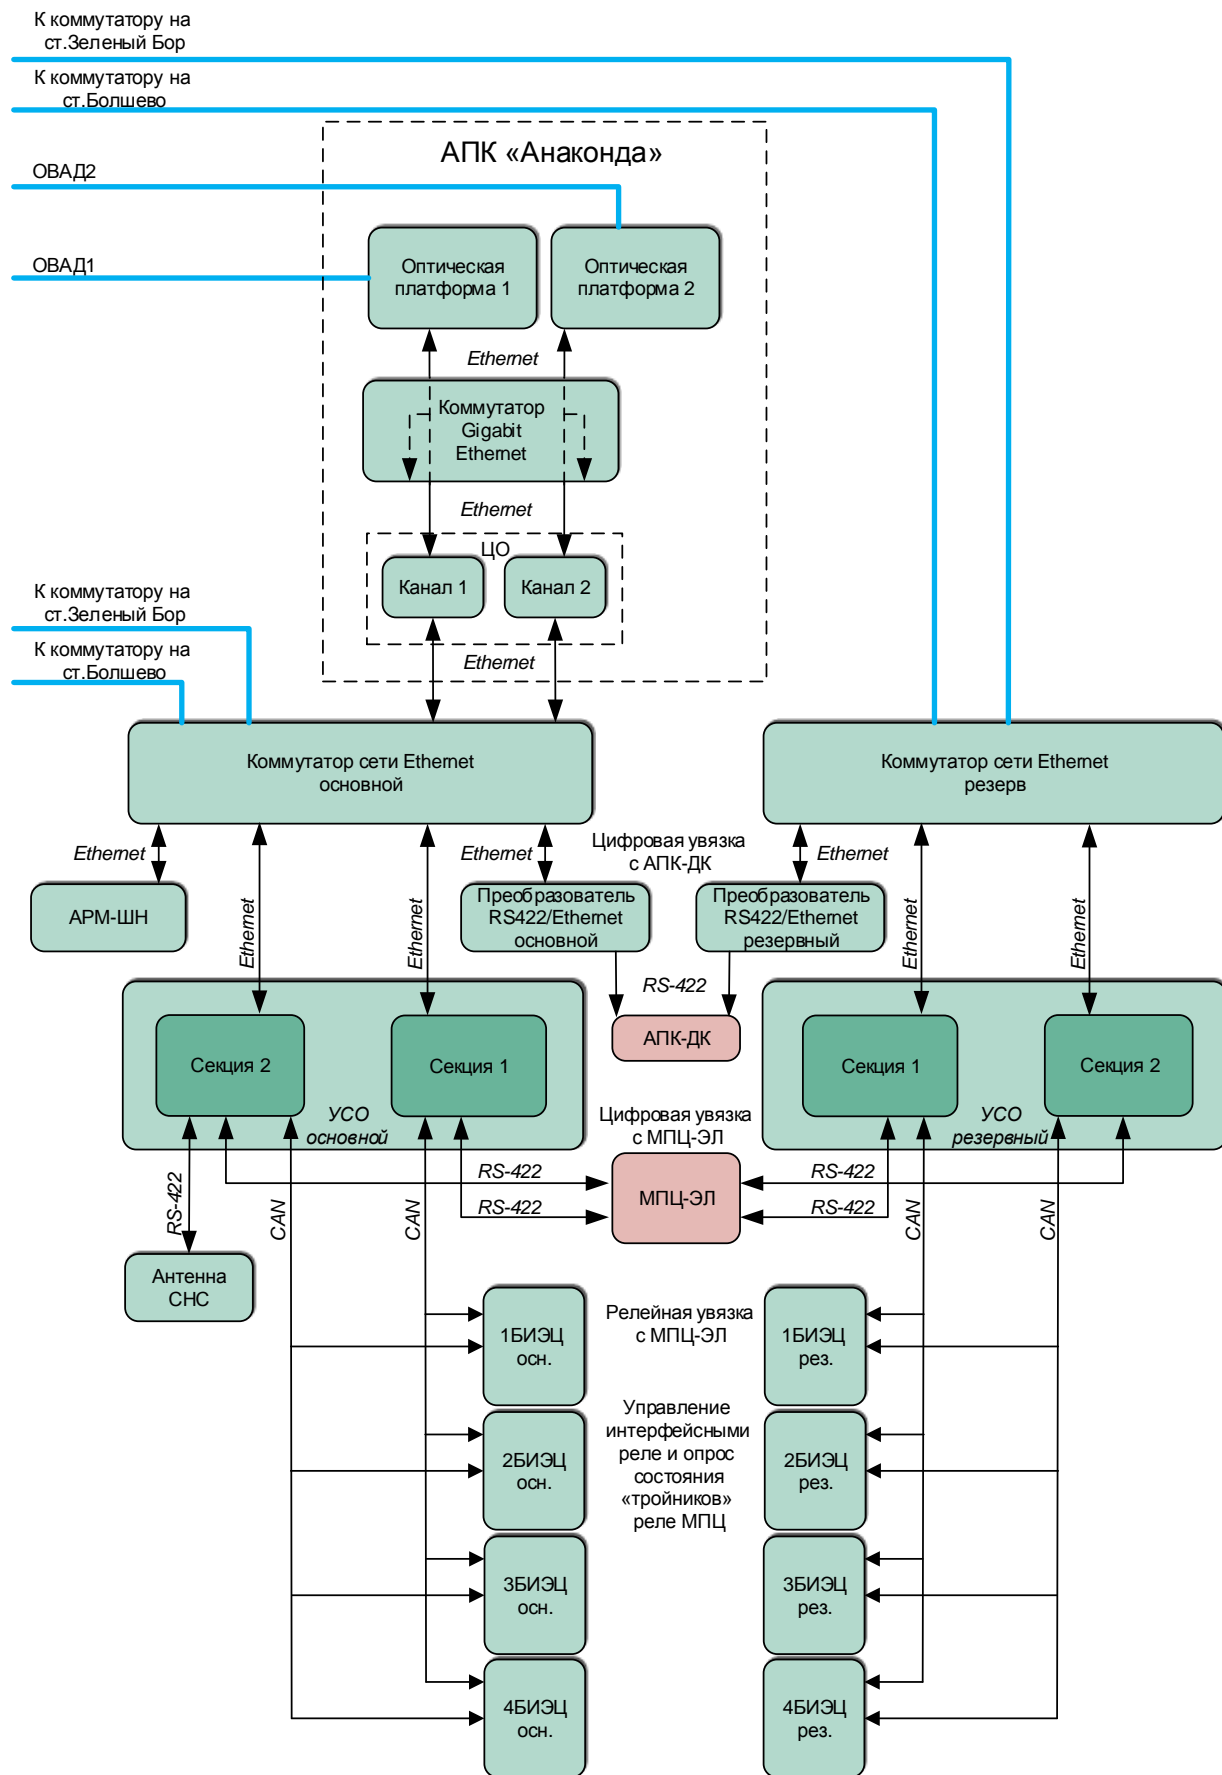 К коммутатору на
ст.Зеленый Бор
К коммутатору на
ст.Болшево
АПК «Анаконда»
ОВАД2
ОВАД1
Оптическая
платформа 1
Оптическая
платформа 2
Ethernet
Коммутатор
Gigabit
Ethernet
Ethernet
ЦО
Канал 1
Канал 2
Ethernet
К коммутатору на
ст.Зеленый Бор
К коммутатору на
ст.Болшево
Коммутатор сети Ethernet
основной
Коммутатор сети Ethernet
резерв
Ethernet
Ethernet
Цифровая увязка
с АПК-ДК
Ethernet
АРМ-ШН
Ethernet
Ethernet
Преобразователь
RS422/Ethernet
основной
Преобразователь
RS422/Ethernet
резервный
Ethernet
Ethernet
RS-422
АПК-ДК
Секция 2
Секция 1
УСО
основной
Секция 1
Секция 2
УСО
резервный
Цифровая увязка
с МПЦ-ЭЛ
МПЦ-ЭЛ
RS-422
RS-422
RS-422
RS-422
RS-422
CAN
CAN
CAN
CAN
Антенна
СНС
1БИЭЦ
осн.
Релейная увязка
с МПЦ-ЭЛ
1БИЭЦ
рез.
2БИЭЦ
осн.
Управление
интерфейсными
реле и опрос
состояния
«тройников»
реле МПЦ
2БИЭЦ
рез.
3БИЭЦ
осн.
3БИЭЦ
рез.
4БИЭЦ
осн.
4БИЭЦ
рез.